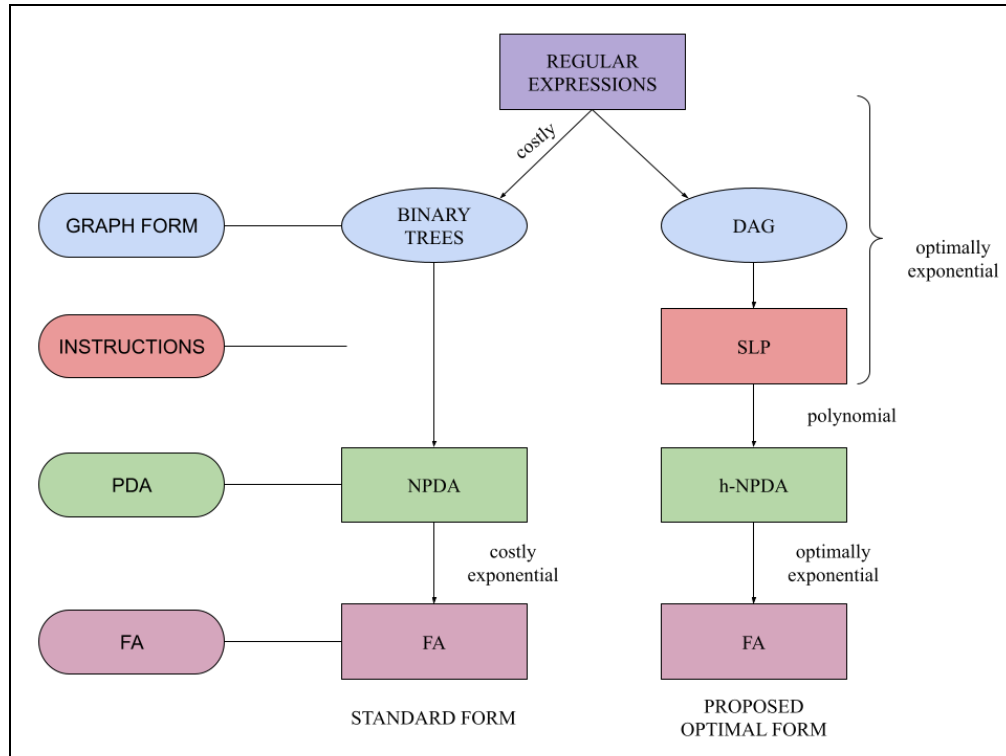 REGULAR
EXPRESSIONS
costly
GRAPH FORM
BINARY
TREES
DAG
optimally
exponential
INSTRUCTIONS
SLP
polynomial
PDA
NPDA
h-NPDA
costly
exponential
optimally
exponential
FA
FA
FA
STANDARD FORM
PROPOSED
OPTIMAL FORM